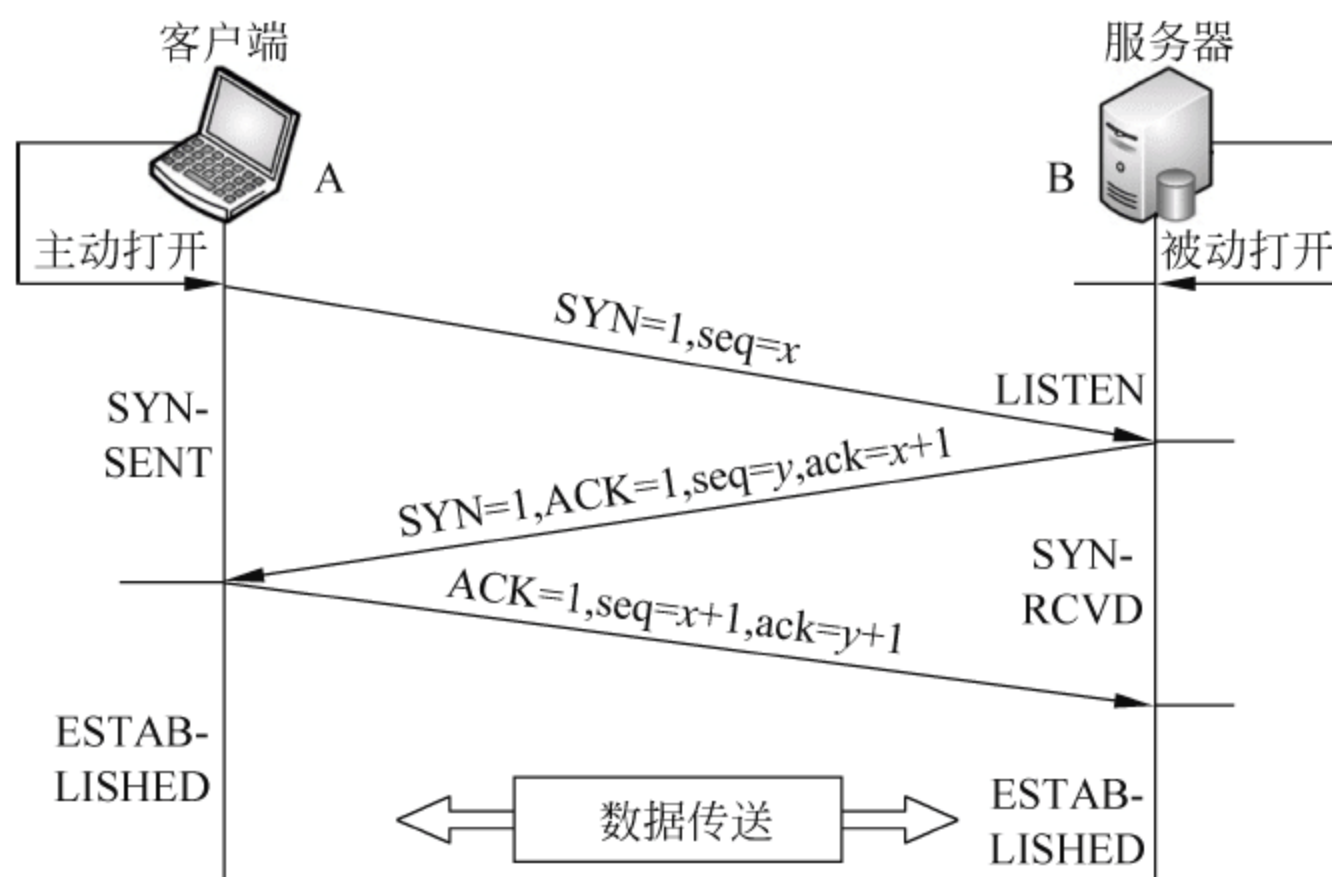 客户端
服务器
A
B
主动打开
被动打开
SYN=1,seq=x
LISTEN
SYN-
SENT
SYN=1,ACK=1,seq=y,ack=x+1
SYN-
RCVD
ACK=1,seq=x+1,ack=y+1
ESTAB-
LISHED
数据传送
ESTAB-
LISHED